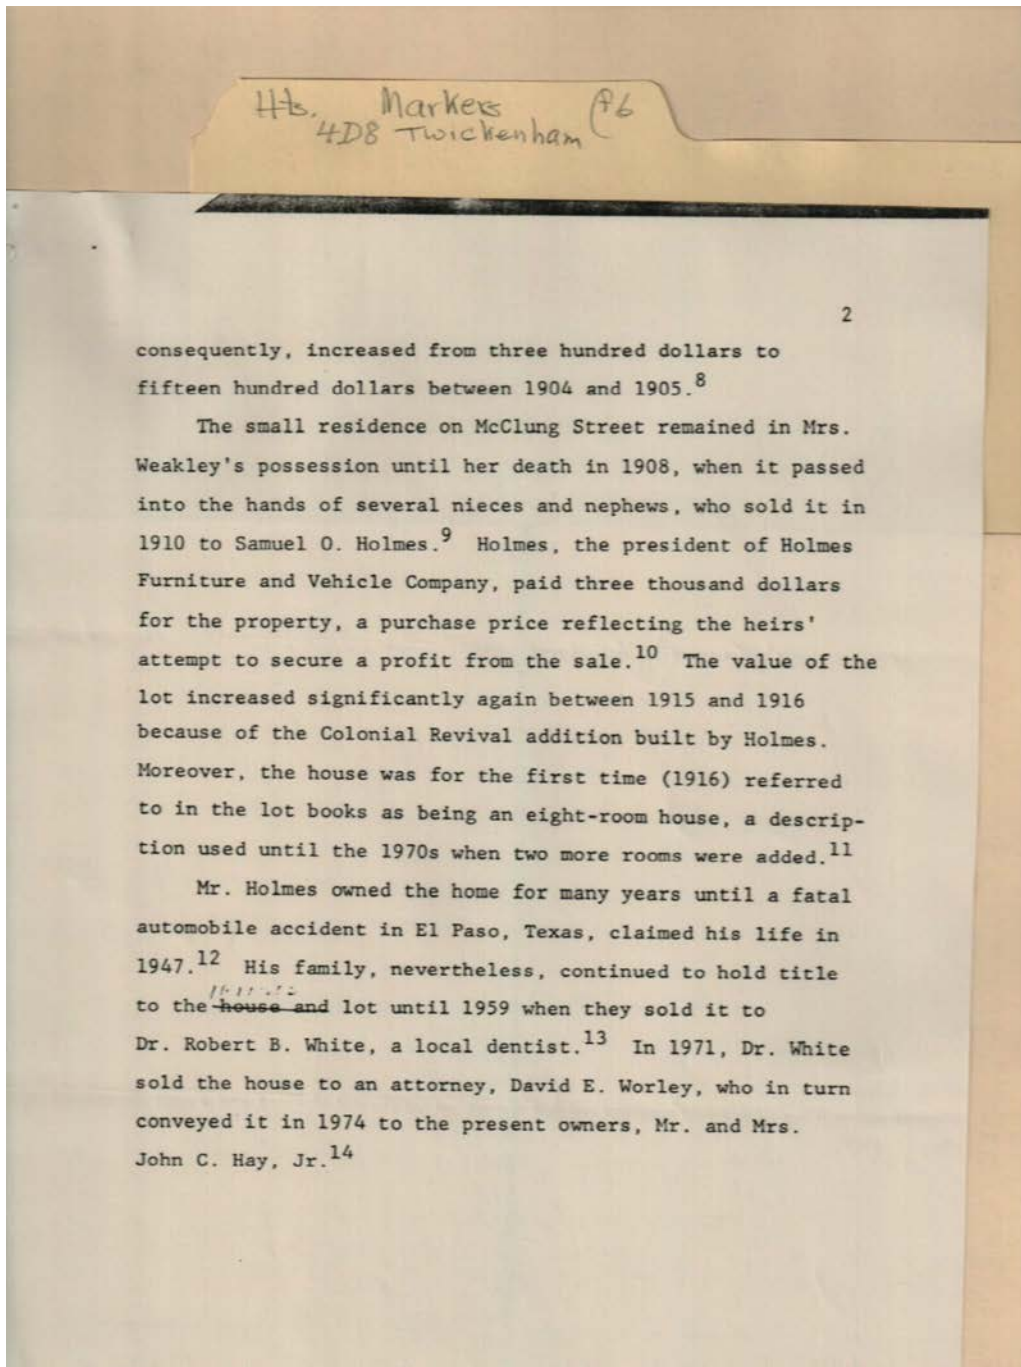 Hts. Markers
4D8 Twickenham
2
consequently, increased from three hundred dollars to
fifteen hundred dollars between 1904 and 1905.8
The small residence on McClung Street remained in Mrs.
Weakley's possession until her death in 1908, when it passed
into the hands of several nieces and nephews, who sold it in
1910 to Samuel O. Holmes.9 Holmes, the president of Holmes
Furniture and Vehicle Company, paid three thousand dollars
for the property, a purchase price reflecting the heirs'
attempt to secure a profit from the sale.10 The value of the
lot increased significantly again between 1915 and 1916
because of the Colonial Revival addition built by Holmes.
Moreover, the house was for the first time (1916) referred
to in the lot books as being an eight-room house, a descrip-
tion used until the 1970s when two more rooms were added.11
Mr. Holmes owned the home for many years until a fatal
automobile accident in El Paso, Texas, claimed his life in
1947.12 His family, nevertheless, continued to hold title
to the house and lot until 1959 when they sold it to
Dr. Robert B. White, a local dentist.13 In 1971, Dr. White
sold the house to an attorney, David E. Worley, who in turn
conveyed it in 1974 to the present owners, Mr. and Mrs.
John C. Hay, Jr.14